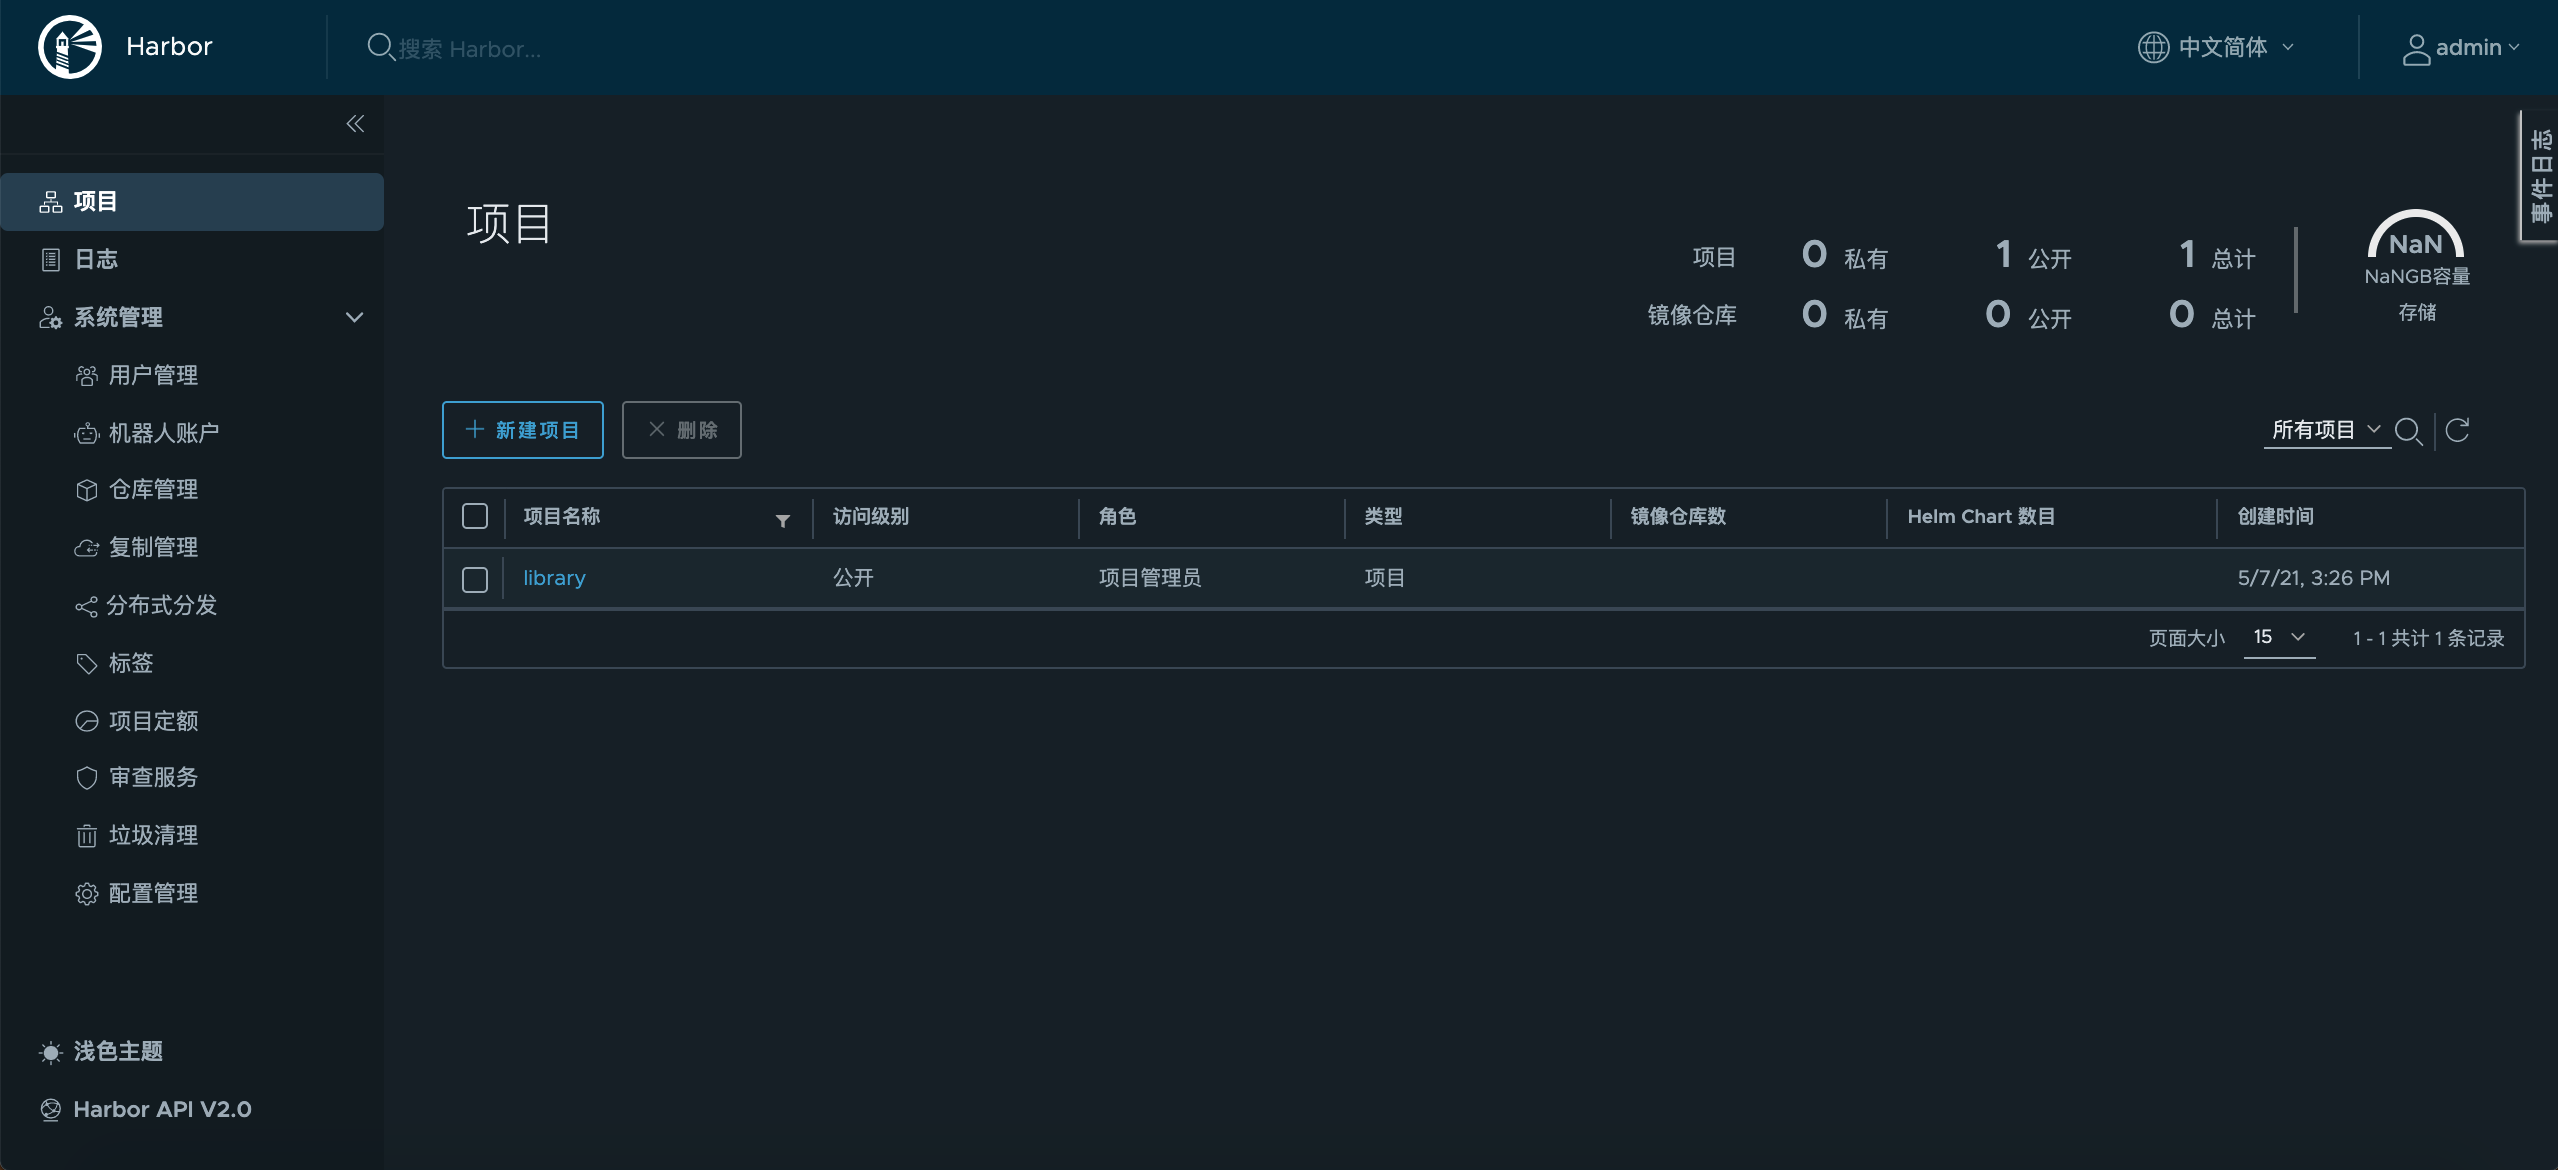 Harbor
搜索 Harbor...
中文简体
admin
事件日志
项目
日志
系统管理
用户管理
机器人账户
仓库管理
复制管理
分布式分发
标签
项目定额
审查服务
垃圾清理
配置管理
浅色主题
Harbor API V2.0
项目
项目 0 私有 1 公开 1 总计
镜像仓库 0 私有 0 公开 0 总计
NaN
NaNGB容量
存储
新建项目 删除
所有项目
项目名称 访问级别 角色 类型 镜像仓库数 Helm Chart 数目 创建时间
library 公开 项目管理员 项目 5/7/21, 3:26 PM
页面大小 15 1 - 1 共计 1 条记录